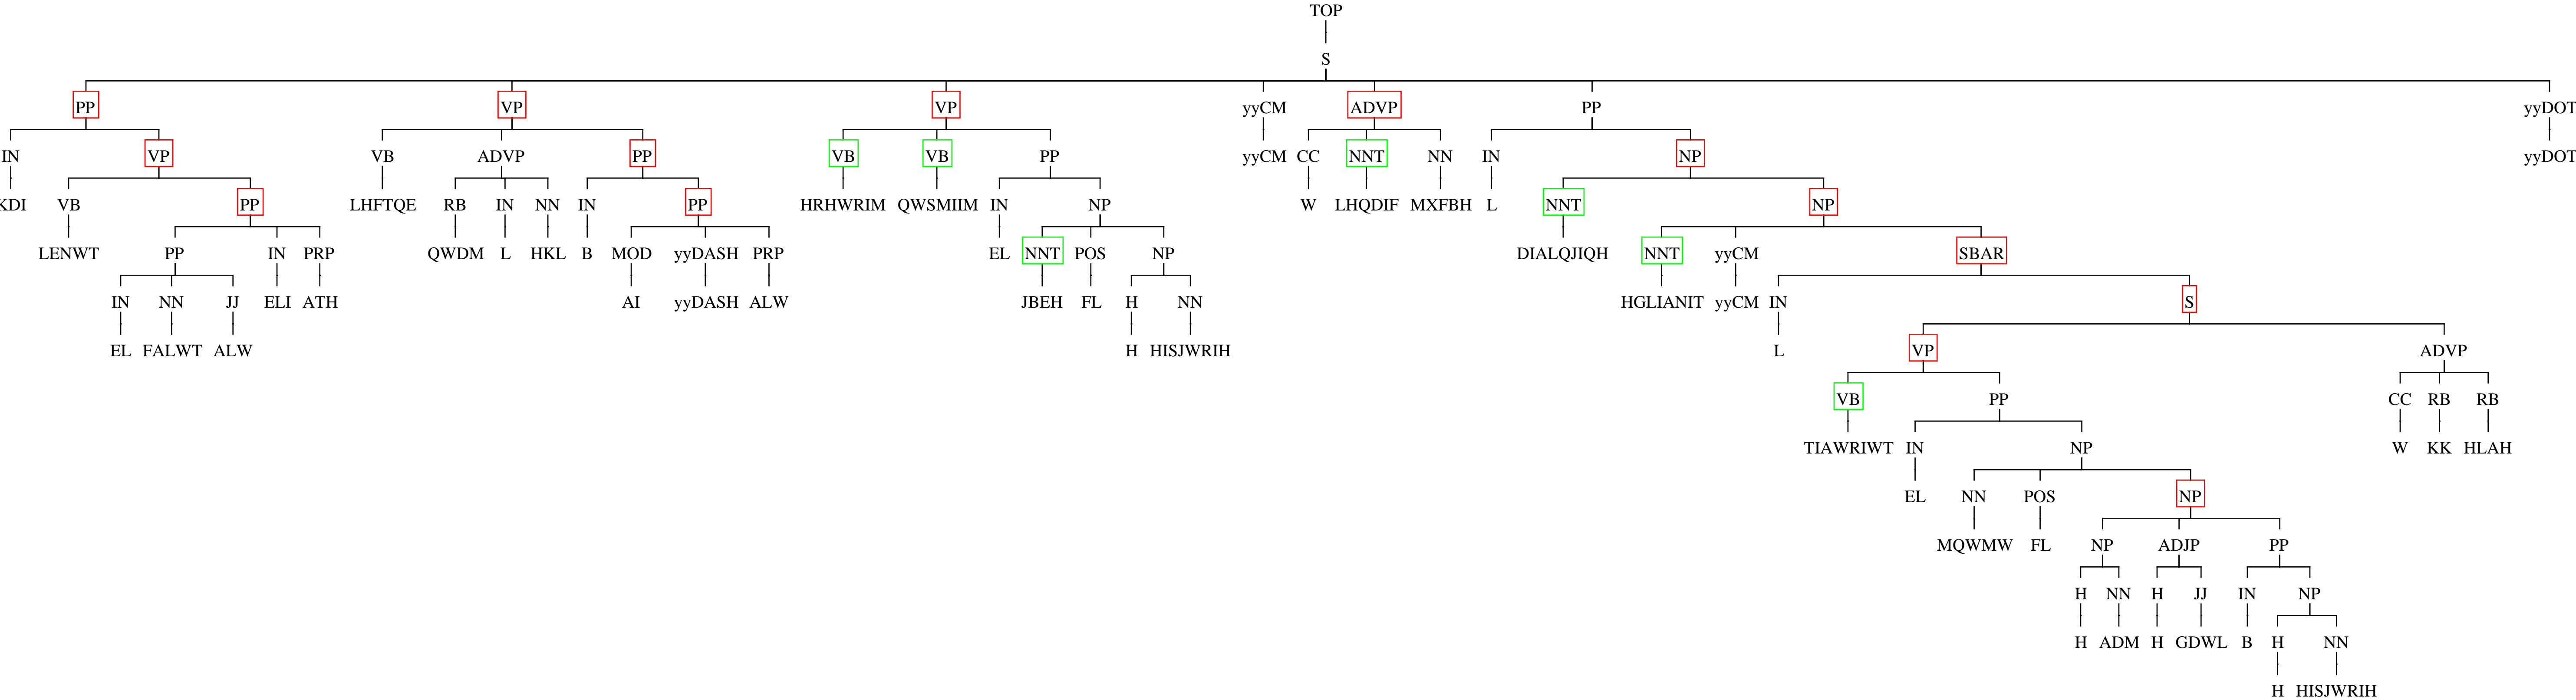 TOP
S
PP VP VP yyCM ADVP PP yyDOT
IN VP VB ADVP PP VB VB PP yyCM CC NNT NN IN NP yyDOT
KDI VB PP LHFTQE RB IN NN IN PP HRHWRIM QWSMIIM IN NP W LHQDIF MXFBH L NNT NP
LENWT PP IN PRP QWDM L HKL B MOD yyDASH PRP EL NNT POS NP DIALQJIQH NNT yyCM SBAR
IN NN JJ ELI ATH AI yyDASH ALW JBEH FL H NN HGLIANIT yyCM IN S
EL FALWT ALW H HISJWRIH L VP ADVP
VB PP CC RB RB
TIAWRIWT IN NP W KK HLAH
EL NN POS NP
MQWMW FL NP ADJP PP
H NN H JJ IN NP
H ADM H GDWL B H NN
H HISJWRIH